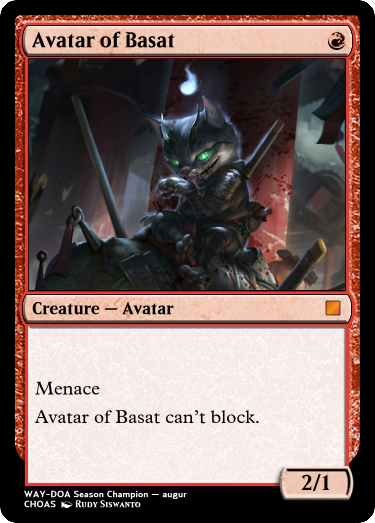 Avatar of Basat
Creature — Avatar
Menace
Avatar of Basat can't block.
2/1
WAY-DOA Season Champion — augur
CHOAS Rudy Siswanto